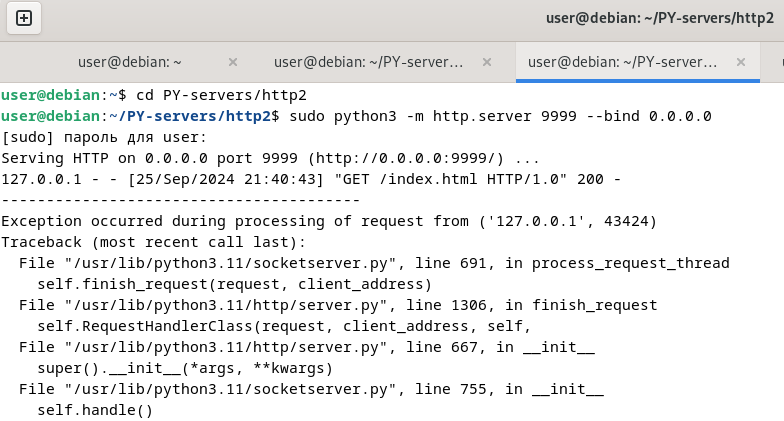 user@debian: ~/PY-servers/http2
user@debian: ~
user@debian: ~/PY-server…
user@debian: ~/PY-server…
user@debian:~$ cd PY-servers/http2
user@debian:~/PY-servers/http2$ sudo python3 -m http.server 9999 --bind 0.0.0.0
[sudo] пароль для user:
Serving HTTP on 0.0.0.0 port 9999 (http://0.0.0.0:9999/) ...
127.0.0.1 - - [25/Sep/2024 21:40:43] "GET /index.html HTTP/1.0" 200 -
----------------------------------------
Exception occurred during processing of request from ('127.0.0.1', 43424)
Traceback (most recent call last):
  File "/usr/lib/python3.11/socketserver.py", line 691, in process_request_thread
    self.finish_request(request, client_address)
  File "/usr/lib/python3.11/http/server.py", line 1306, in finish_request
    self.RequestHandlerClass(request, client_address, self,
  File "/usr/lib/python3.11/http/server.py", line 667, in __init__
    super().__init__(*args, **kwargs)
  File "/usr/lib/python3.11/socketserver.py", line 755, in __init__
    self.handle()